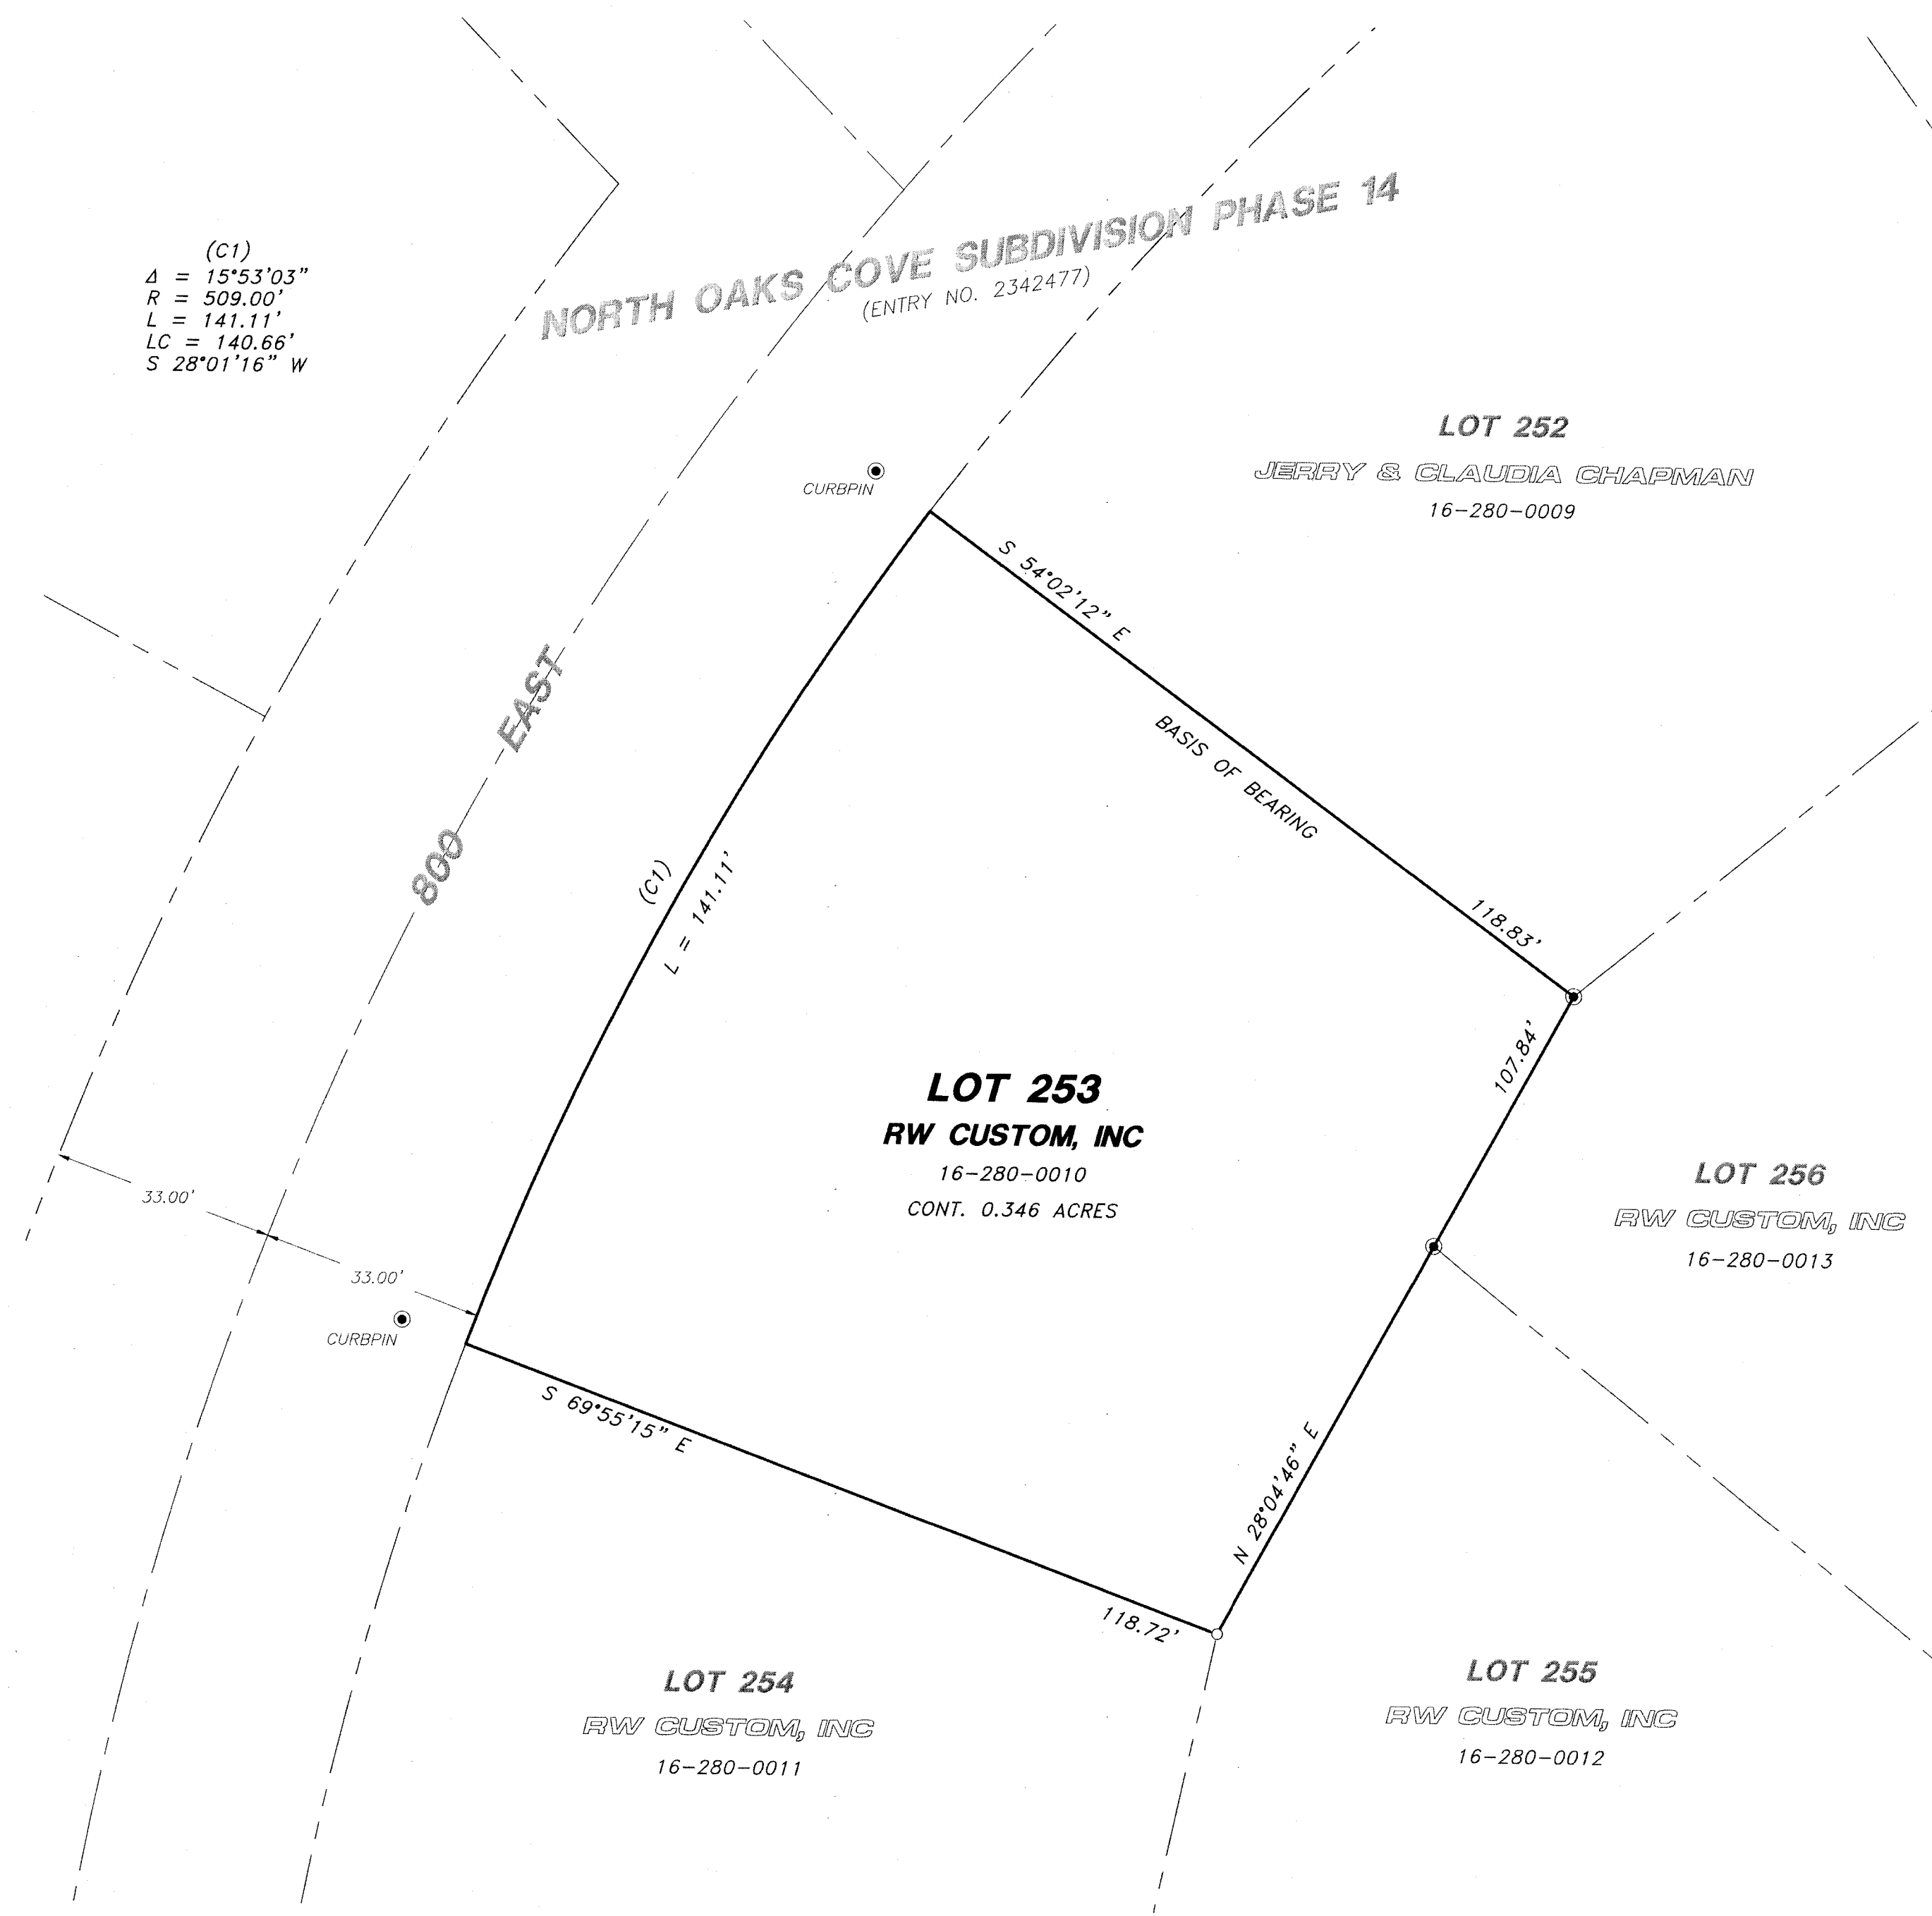 NORTH OAKS COVE SUBDIVISION PHASE 14
(ENTRY NO. 2342477)
(C1)
Δ = 15°53'03"
R = 509.00'
L = 141.11'
LC = 140.66'
S 28°01'16" W
LOT 252
JERRY & CLAUDIA CHAPMAN
16-280-0009
CURBPIN
S 54°02'12" E
BASIS OF BEARING
118.83'
800 EAST
(C1)
L = 141.11'
107.84'
LOT 253
RW CUSTOM, INC
16-280-0010
CONT. 0.346 ACRES
LOT 256
RW CUSTOM, INC
16-280-0013
33.00'
33.00'
CURBPIN
S 69°55'15" E
118.72'
N 28°04'46" E
LOT 254
RW CUSTOM, INC
16-280-0011
LOT 255
RW CUSTOM, INC
16-280-0012